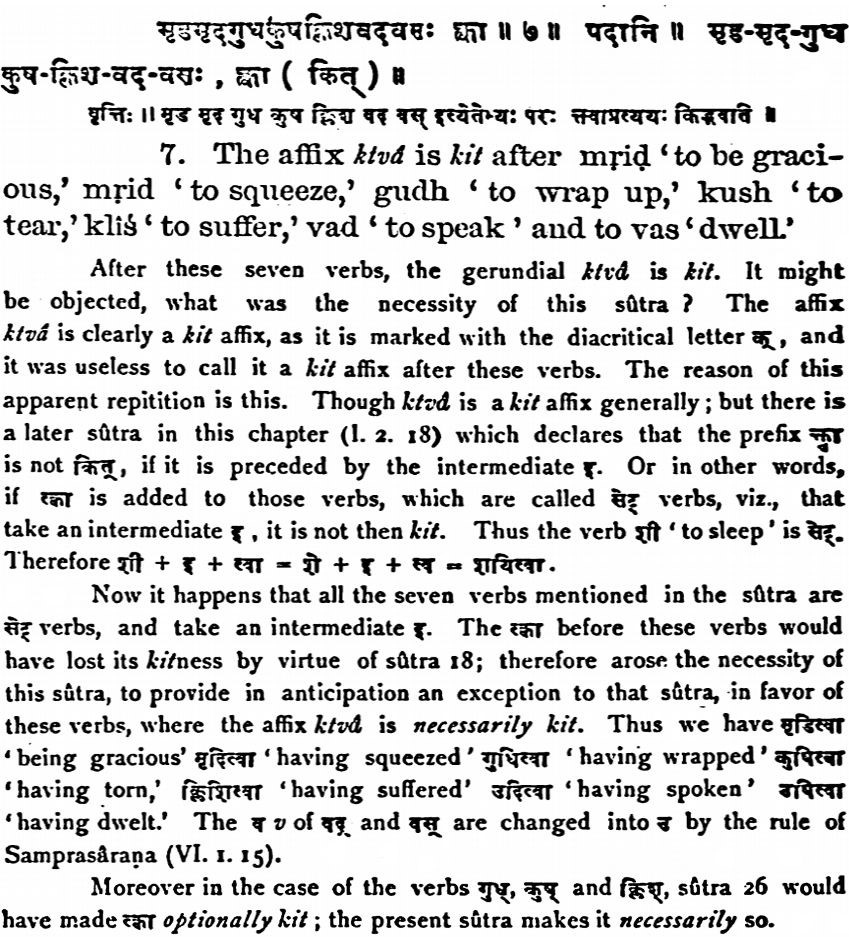 मृडमृदगुधकुषक्लिशवदवसः क्त्वा ॥ ७ ॥ पदानि ॥ मृड-मृद-गुध
कुष-क्लिश-वद-वसः , क्त्वा ( कित् ) ॥
वृत्तिः ॥ मृड मृद गुध कुष क्लिश वद वस् इत्येतेभ्यः परः क्त्वाप्रत्ययः किद्भवति ॥
7. The affix ktvâ is kit after mṛiḍ ‘to be graci-
ous,’ mṛid ‘to squeeze,’ gudh ‘to wrap up,’ kush ‘to
tear,’ kliś ‘to suffer,’ vad ‘to speak’ and to vas ‘dwell.’
After these seven verbs, the gerundial ktvâ is kit. It might
be objected, what was the necessity of this sûtra ? The affix
ktvâ is clearly a kit affix, as it is marked with the diacritical letter क् , and
it was useless to call it a kit affix after these verbs. The reason of this
apparent repitition is this. Though ktvâ is a kit affix generally ; but there is
a later sûtra in this chapter (I. 2. 18) which declares that the prefix क्त्वा
is not कित् , if it is preceded by the intermediate इ. Or in other words,
if त्का is added to those verbs, which are called सेट् verbs, viz., that
take an intermediate इ , it is not then kit. Thus the verb शी ‘to sleep’ is सेट्.
Therefore शी + इ + त्वा = शे + इ + त्व = शयित्वा.
Now it happens that all the seven verbs mentioned in the sûtra are
सेट् verbs, and take an intermediate इ. The त्का before these verbs would
have lost its kitness by virtue of sûtra 18; therefore arose the necessity of
this sûtra, to provide in anticipation an exception to that sûtra, in favor of
these verbs, where the affix ktvâ is necessarily kit. Thus we have मृडित्वा
‘being gracious’ मृदित्वा ‘having squeezed’ गुधित्वा ‘having wrapped’ कुषित्वा
‘having torn,’ क्लिशित्वा ‘having suffered’ उदित्वा ‘having spoken’ उषित्वा
‘having dwelt.’ The व v of वद् and वस् are changed into उ by the rule of
Samprasâraṇa (VI. 1. 15).
Moreover in the case of the verbs गुध्, कुष् and क्लिश्, sûtra 26 would
have made त्का optionally kit ; the present sûtra makes it necessarily so.